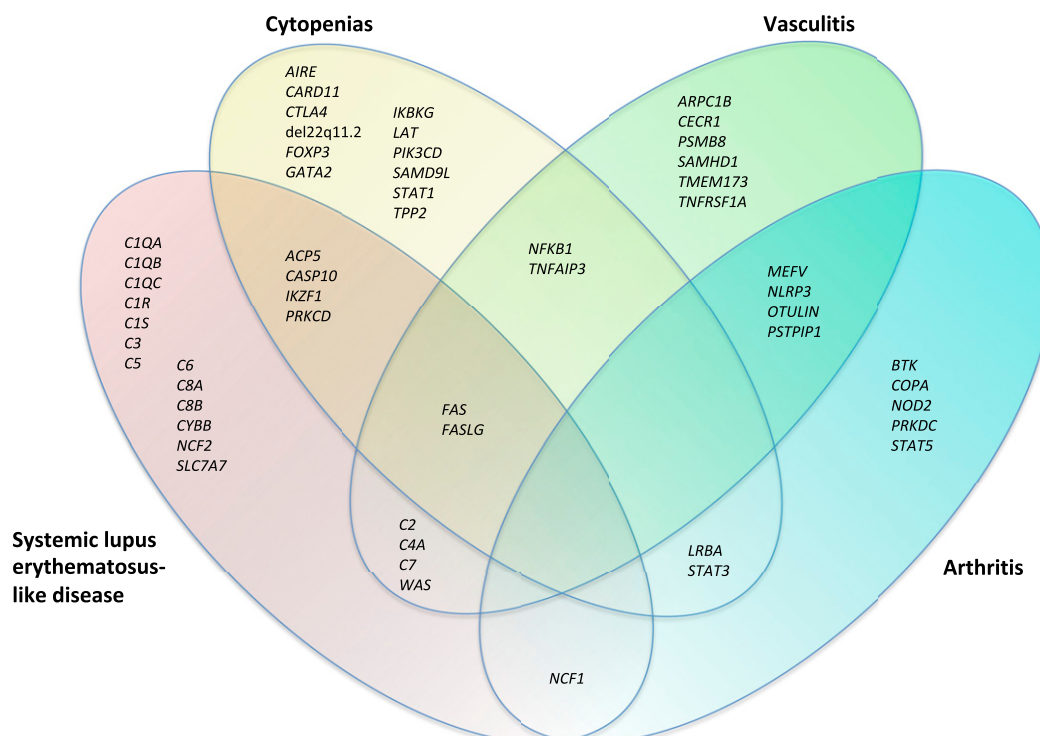 Cytopenias
Vasculitis
AIRE
CARD11
CTLA4
del22q11.2
FOXP3
GATA2
IKBKG
LAT
PIK3CD
SAMD9L
STAT1
TPP2
ARPC1B
CECR1
PSMB8
SAMHD1
TMEM173
TNFRSF1A
C1QA
C1QB
C1QC
C1R
C1S
C3
C5
C6
C8A
C8B
CYBB
NCF2
SLC7A7
ACP5
CASP10
IKZF1
PRKCD
NFKB1
TNFAIP3
MEFV
NLRP3
OTULIN
PSTPIP1
BTK
COPA
NOD2
PRKDC
STAT5
FAS
FASLG
C2
C4A
C7
WAS
LRBA
STAT3
Systemic lupus
erythematosus-
like disease
Arthritis
NCF1